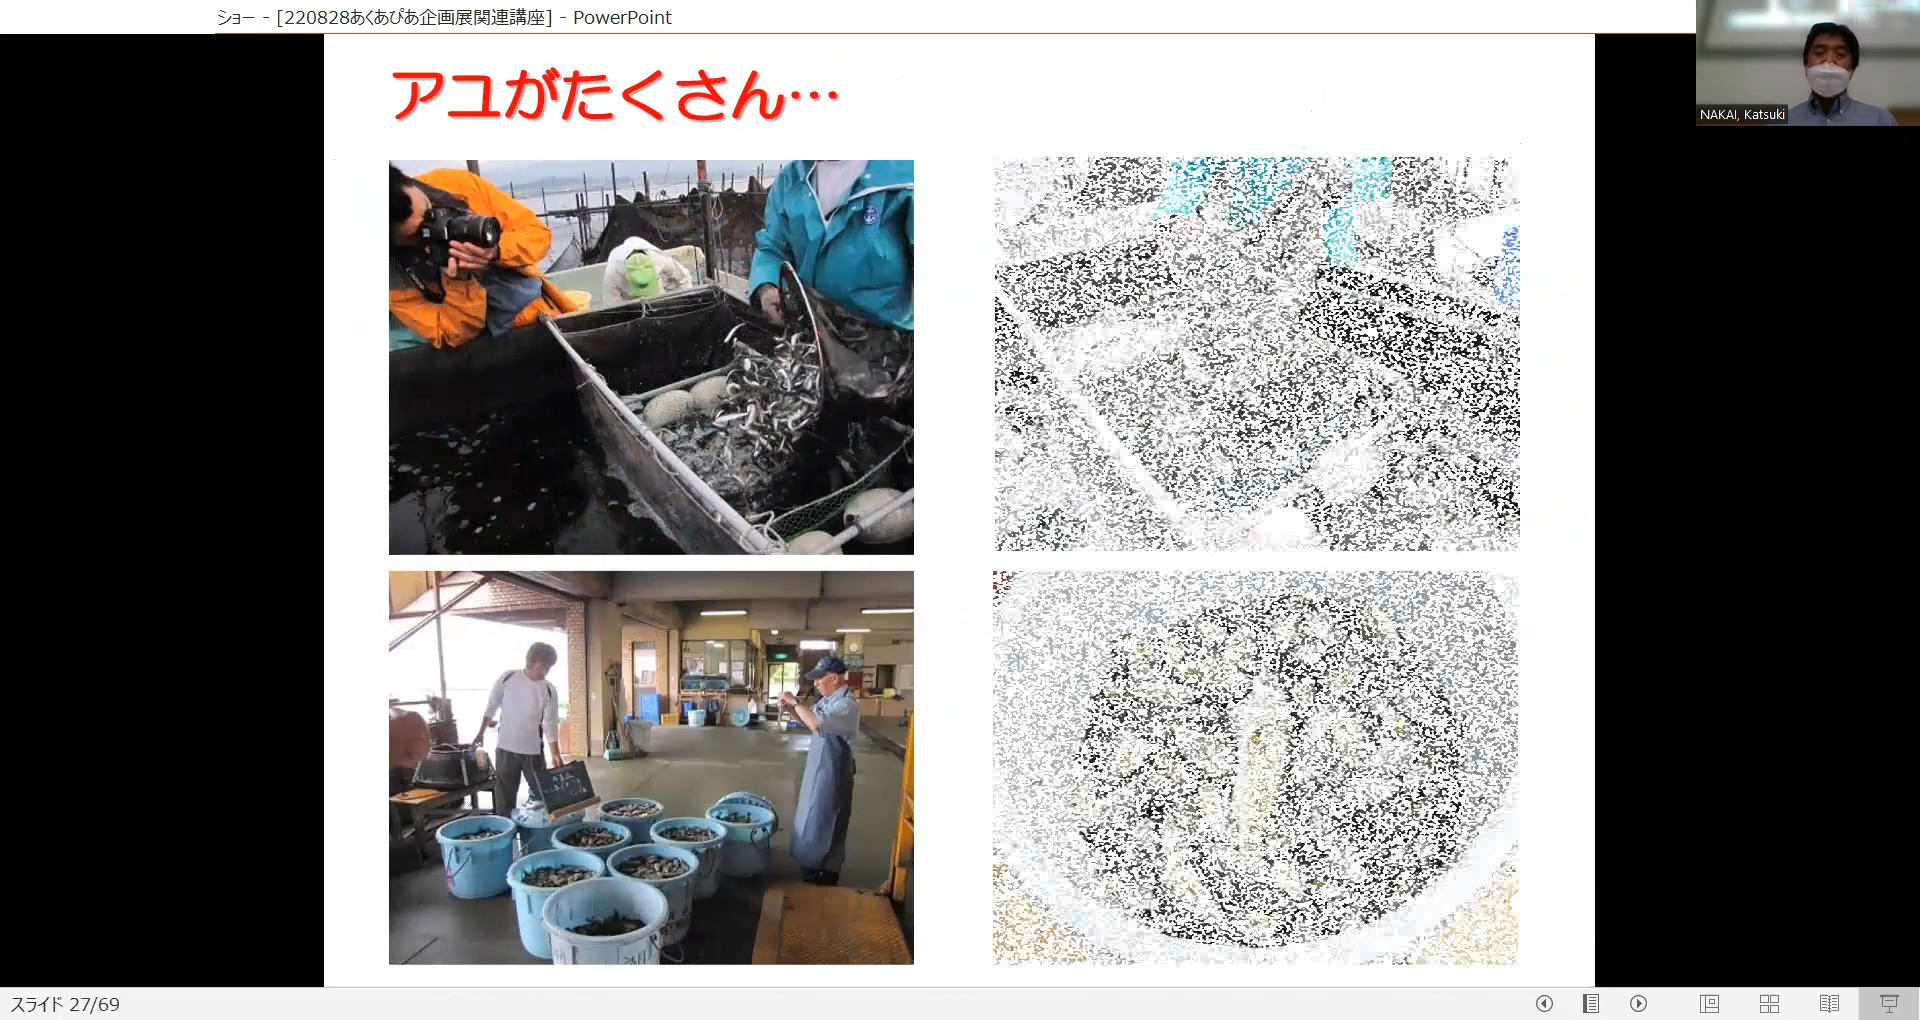 ショー - [220828あくあぴあ企画展関連講座] - PowerPoint
アユがたくさん…
NAKAI, Katsuki
スライド 27/69